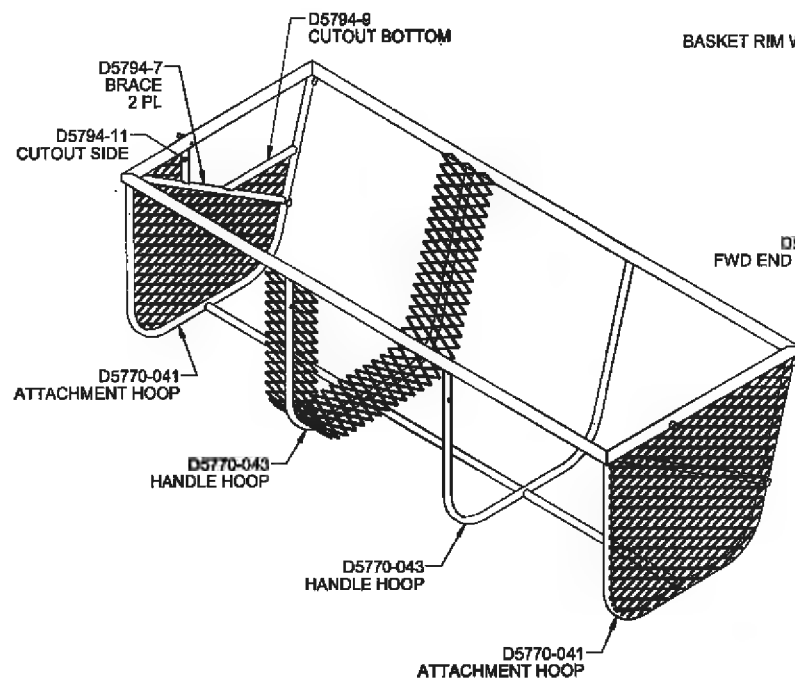 D5794-9
CUTOUT BOTTOM
BASKET RIM
D5794-7
BRACE
2 PL
D5794-11
CUTOUT SIDE
FWD END
D5770-041
ATTACHMENT HOOP
D5770-043
HANDLE HOOP
D5770-043
HANDLE HOOP
D5770-041
ATTACHMENT HOOP